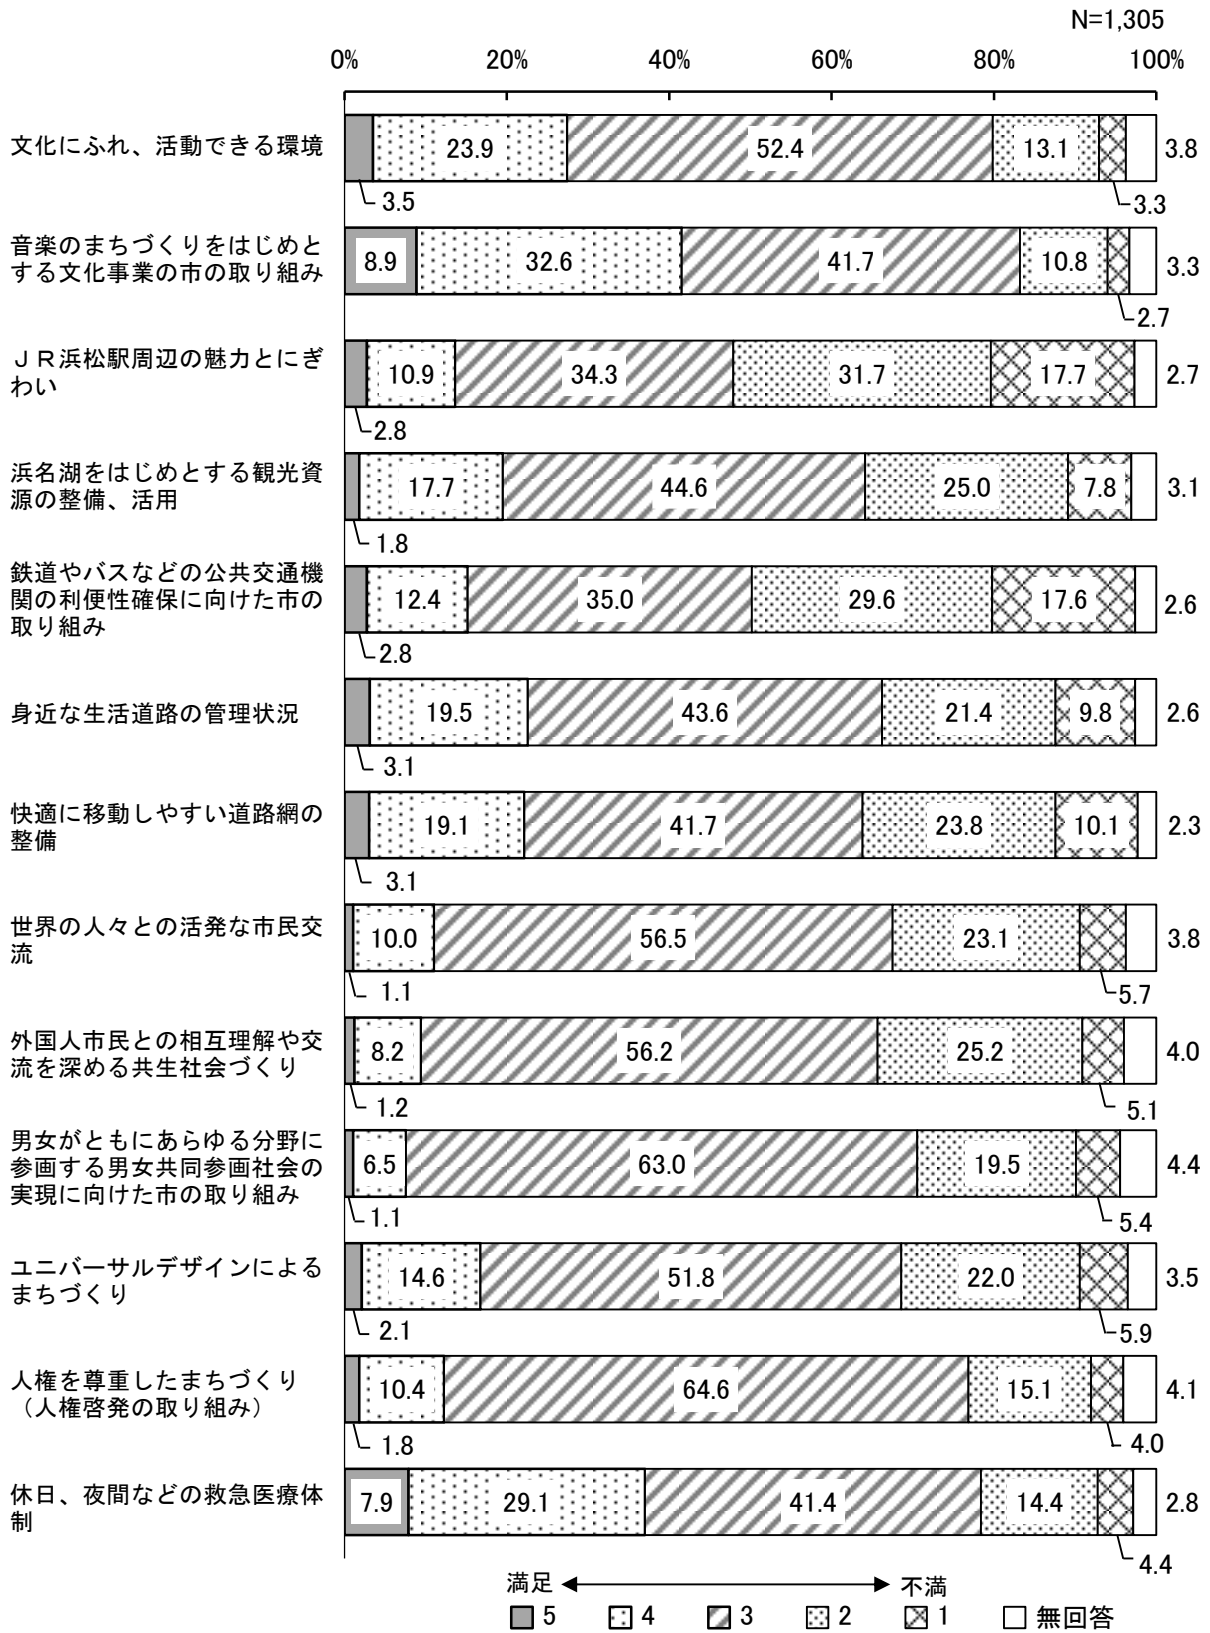 N=1,305
0% 20% 40% 60% 80% 100%
文化にふれ、活動できる環境
23.9 52.4 13.1 3.8
3.5 3.3
音楽のまちづくりをはじめと
する文化事業の市の取り組み
8.9 32.6 41.7 10.8 3.3
2.7
ＪＲ浜松駅周辺の魅力とにぎ
わい
10.9 34.3 31.7 17.7 2.7
2.8
浜名湖をはじめとする観光資
源の整備、活用
17.7 44.6 25.0 7.8 3.1
1.8
鉄道やバスなどの公共交通機
関の利便性確保に向けた市の
取り組み
12.4 35.0 29.6 17.6 2.6
2.8
身近な生活道路の管理状況
19.5 43.6 21.4 9.8 2.6
3.1
快適に移動しやすい道路網の
整備
19.1 41.7 23.8 10.1 2.3
3.1
世界の人々との活発な市民交
流
10.0 56.5 23.1 3.8
1.1 5.7
外国人市民との相互理解や交
流を深める共生社会づくり
8.2 56.2 25.2 4.0
1.2 5.1
男女がともにあらゆる分野に
参画する男女共同参画社会の
実現に向けた市の取り組み
6.5 63.0 19.5 4.4
1.1 5.4
ユニバーサルデザインによる
まちづくり
14.6 51.8 22.0 3.5
2.1 5.9
人権を尊重したまちづくり
（人権啓発の取り組み）
10.4 64.6 15.1 4.1
1.8 4.0
休日、夜間などの救急医療体
制
7.9 29.1 41.4 14.4 2.8
4.4
満足 不満
5 4 3 2 1 無回答